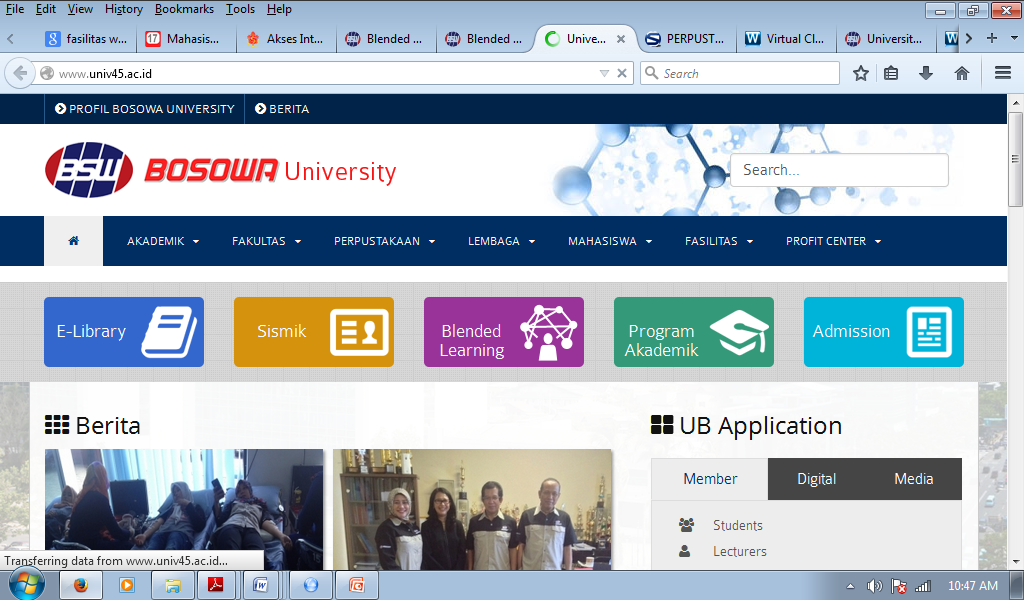 File Edit View History Bookmarks Tools Help
fasilitas w... Mahasis... Akses Int... Blended ... Blended ... Unive... PERPUST... Virtual Cl... Universit...
www.univ45.ac.id
Search
PROFIL BOSOWA UNIVERSITY BERITA
BSW BOSOWA University
Search...
AKADEMIK FAKULTAS PERPUSTAKAAN LEMBAGA MAHASISWA FASILITAS PROFIT CENTER
E-Library
Sismik
Blended
Learning
Program
Akademik
Admission
Berita
UB Application
Member Digital Media
Students
Lecturers
Transferring data from www.univ45.ac.id...
10:47 AM